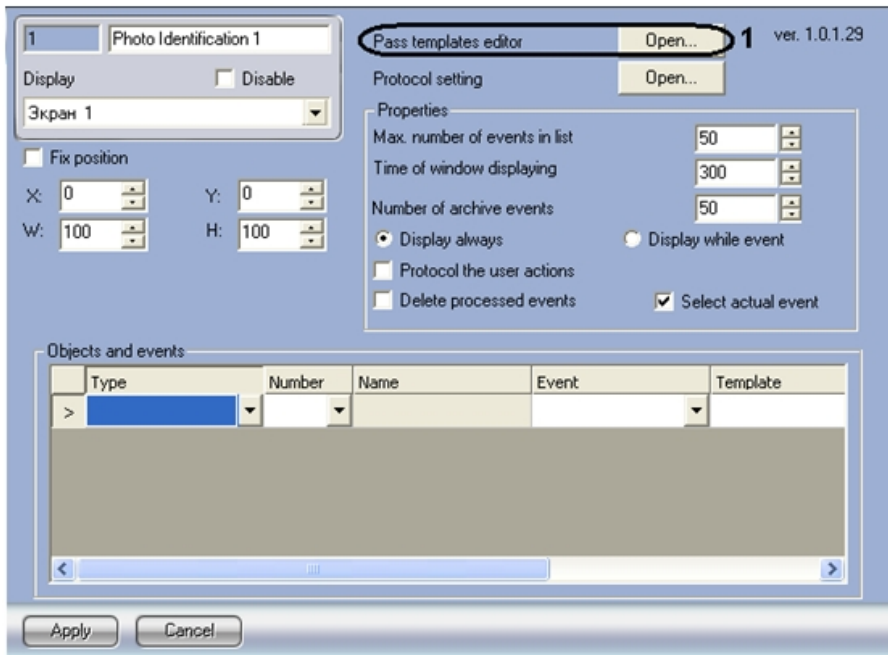 1 Photo Identification 1
Display Disable
Экран 1
Fix position
X: 0 Y: 0
W: 100 H: 100
Pass templates editor Open... 1 ver. 1.0.1.29
Protocol setting Open...
Properties
Max. number of events in list 50
Time of window displaying 300
Number of archive events 50
Display always Display while event
Protocol the user actions
Delete processed events Select actual event
Objects and events
Type Number Name Event Template
>
Apply Cancel